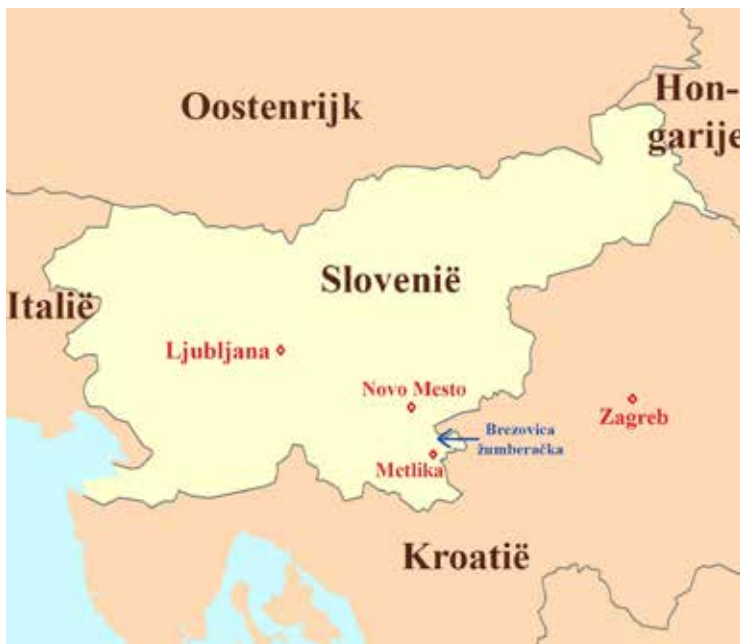 Oostenrijk
Hon-
garije
Slovenië
Italië
Ljubljana
Novo Mesto
Brezovica
žumberačka
Zagreb
Metlika
Kroatië